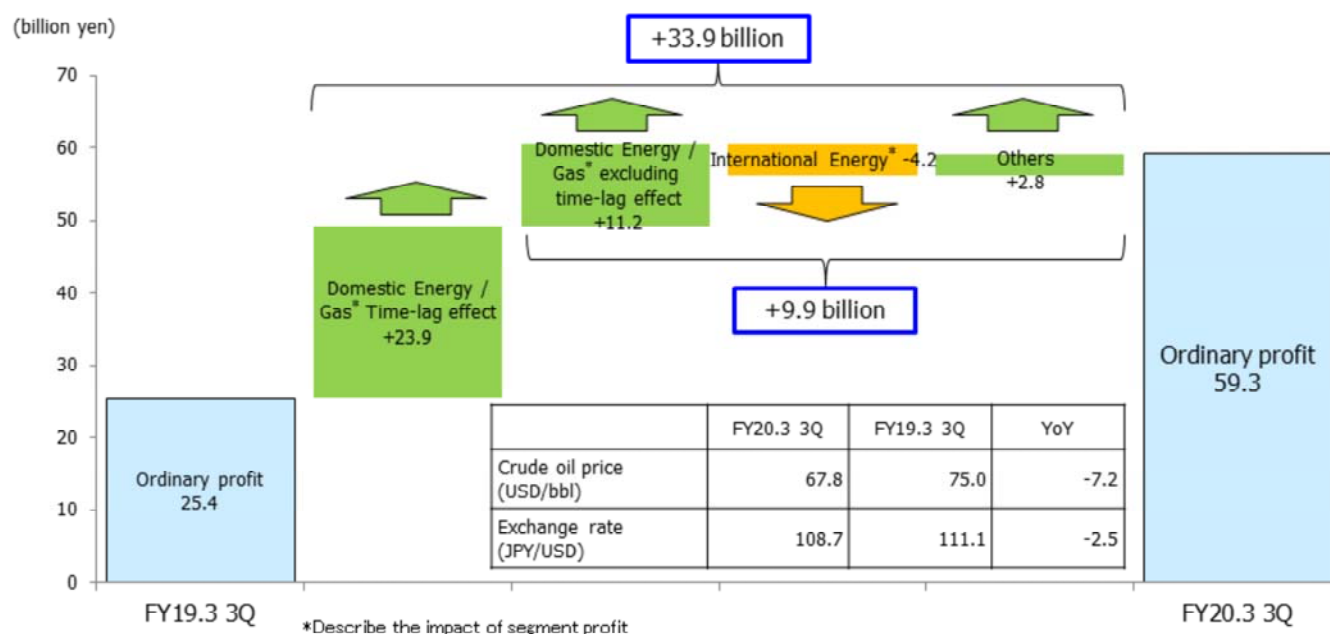 (billion yen)
+33.9 billion
70
60
50
40
30
20
10
0
Domestic Energy /
Gas* excluding
time-lag effect
+11.2
International Energy* -4.2
Others
+2.8
Domestic Energy /
Gas* Time-lag effect
+23.9
+9.9 billion
Ordinary profit
25.4
Ordinary profit
59.3
FY20.3 3Q FY19.3 3Q YoY
Crude oil price
(USD/bbl) 67.8 75.0 -7.2
Exchange rate
(JPY/USD) 108.7 111.1 -2.5
FY19.3 3Q
FY20.3 3Q
*Describe the impact of segment profit